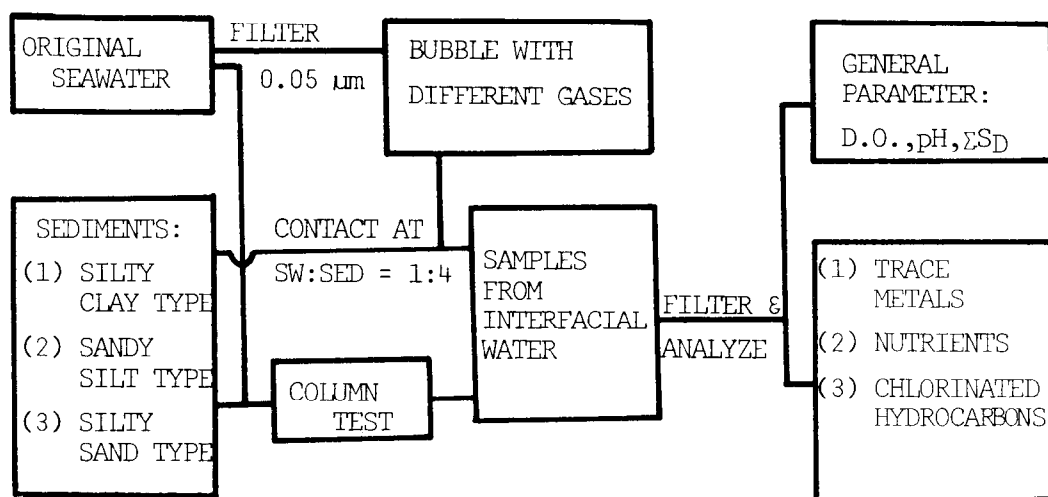 ORIGINAL
SEAWATER
FILTER
0.05 µm
BUBBLE WITH
DIFFERENT GASES
GENERAL
PARAMETER:
D.O.,pH,ΣSD
SEDIMENTS:
(1) SILTY
CLAY TYPE
(2) SANDY
SILT TYPE
(3) SILTY
SAND TYPE
CONTACT AT
SW:SED = 1:4
COLUMN
TEST
SAMPLES
FROM
INTERFACIAL
WATER
FILTER &
ANALYZE
(1) TRACE
METALS
(2) NUTRIENTS
(3) CHLORINATED
HYDROCARBONS